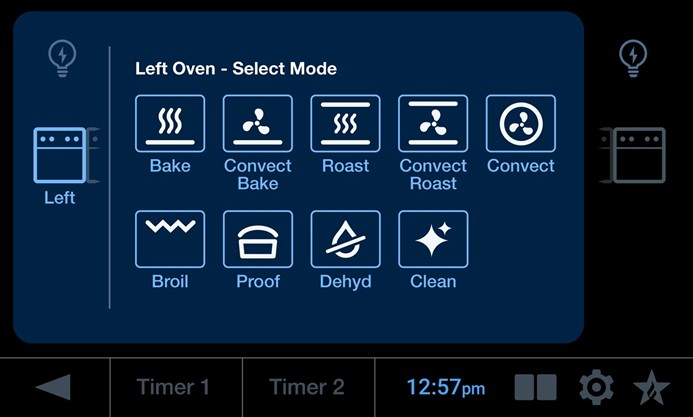 Left Oven - Select Mode
Bake
Convect
Bake
Roast
Convect
Roast
Convect
Left
Broil
Proof
Dehyd
Clean
Timer 1
Timer 2
12:57pm